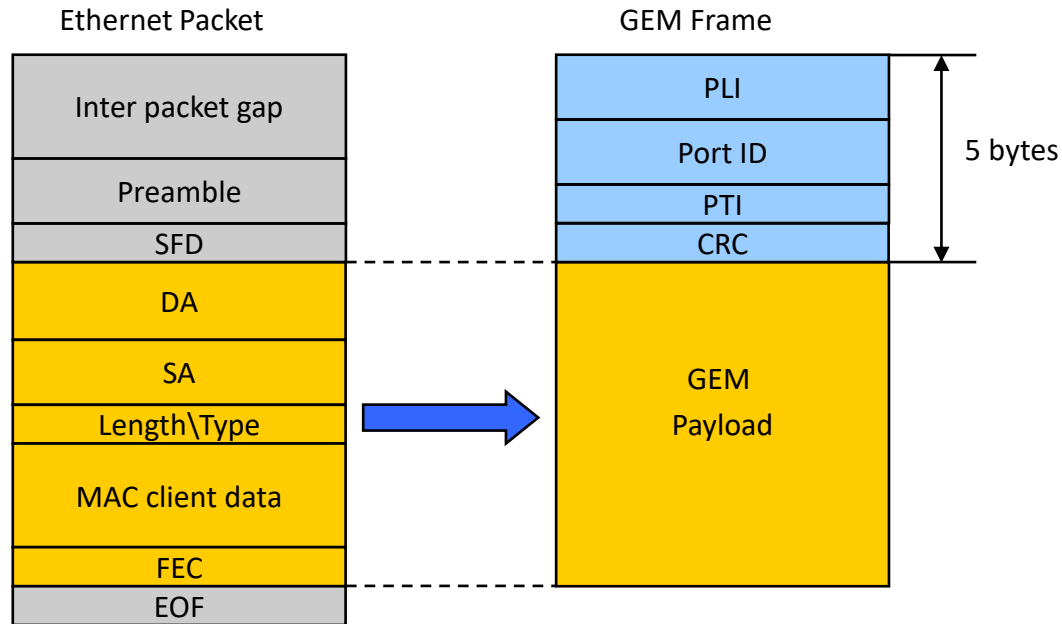 Ethernet Packet
Inter packet gap
Preamble
SFD
DA
SA
Length\Type
MAC client data
FEC
EOF
GEM Frame
PLI
Port ID
PTI
CRC
GEM
Payload
5 bytes